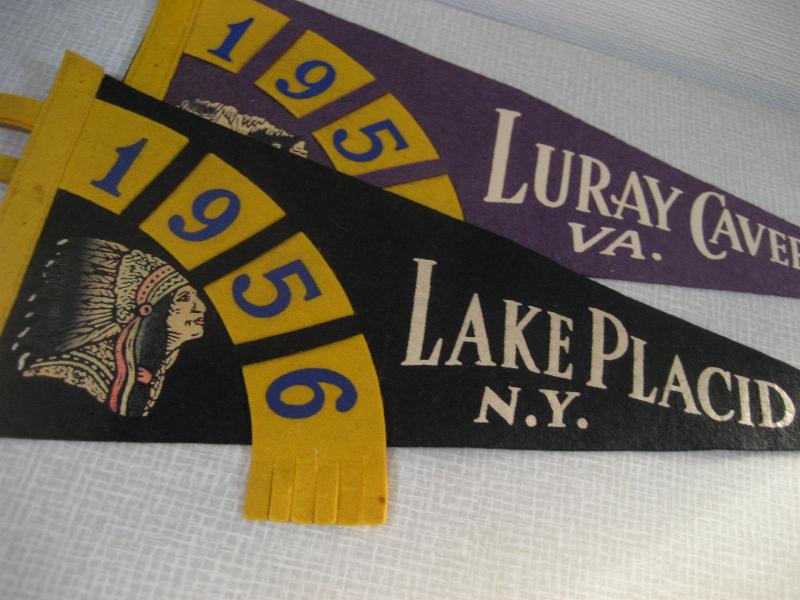 195
LURAY CAVER
VA.
1956
LAKE PLACID
N.Y.